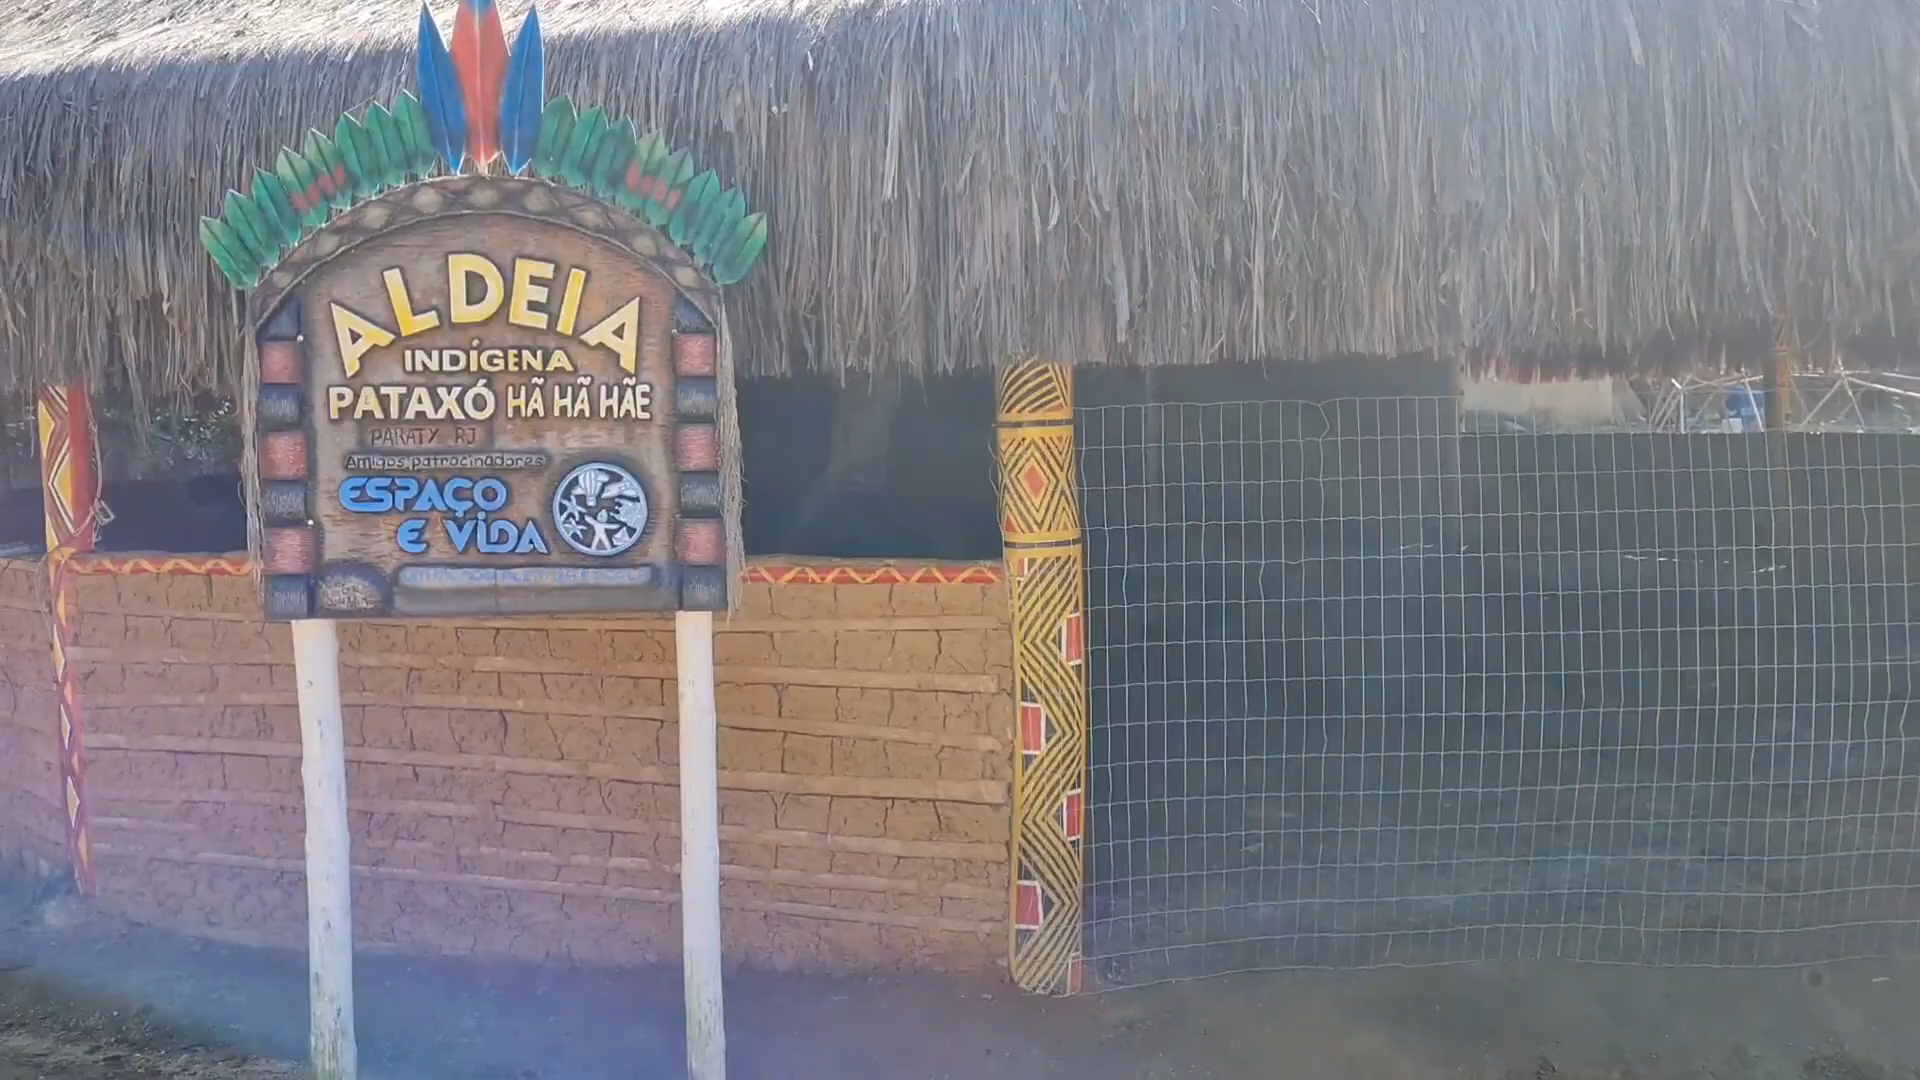 ALDEIA
INDÍGENA
PATAXÓ HÃ HÃ HÃE
PARATY RJ
Amigos patrocinadores
ESPAÇO
E VIDA